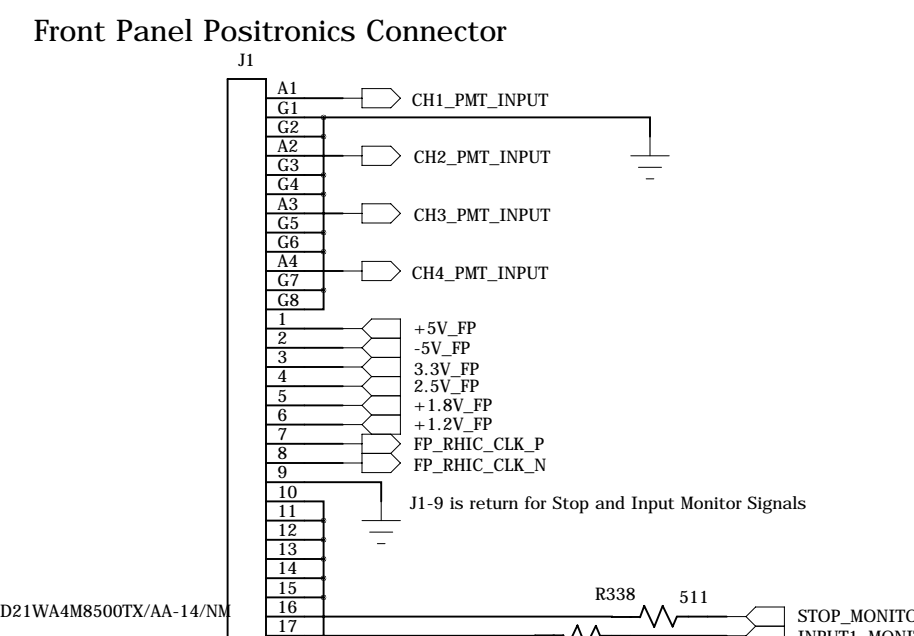 Front Panel Positronics Connector
J1
A1
CH1_PMT_INPUT
G1
G2
A2
CH2_PMT_INPUT
G3
G4
A3
CH3_PMT_INPUT
G5
G6
A4
CH4_PMT_INPUT
G7
G8
1
+5V_FP
2
-5V_FP
3
3.3V_FP
4
2.5V_FP
5
+1.8V_FP
6
+1.2V_FP
7
FP_RHIC_CLK_P
8
FP_RHIC_CLK_N
9
10
J1-9 is return for Stop and Input Monitor Signals
11
12
13
14
15
R338 511
D21WA4M8500TX/AA-14/NM
16
STOP_MONITO
17
INPUT1_MONI